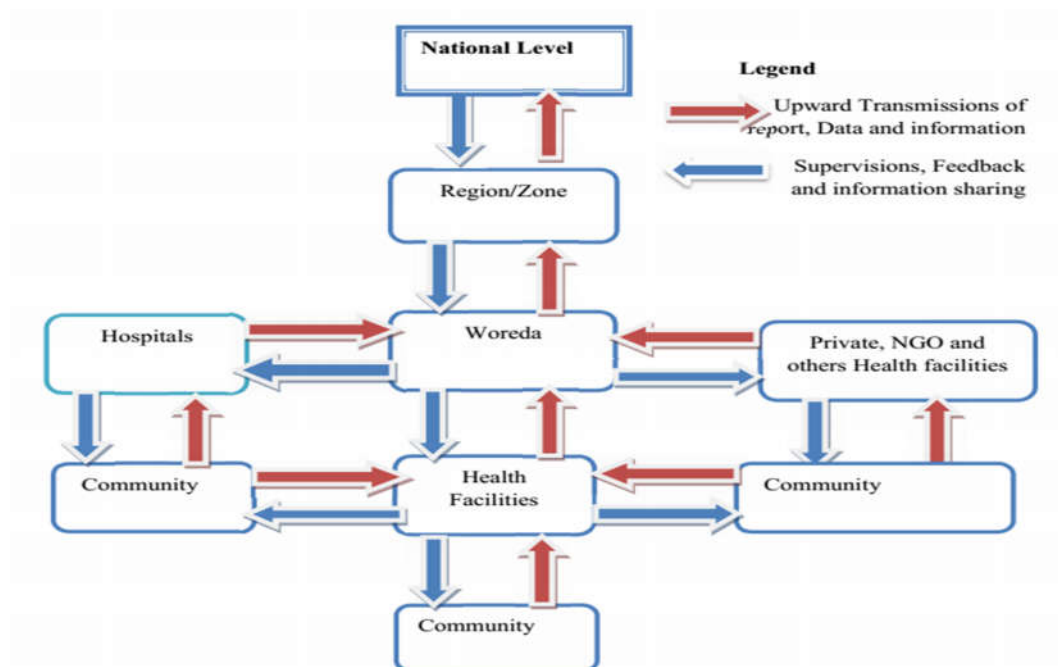 National Level
Legend
Upward Transmissions of
report, Data and information
Supervisions, Feedback
and information sharing
Region/Zone
Hospitals
Woreda
Private, NGO and
others Health facilities
Community
Health
Facilities
Community
Community